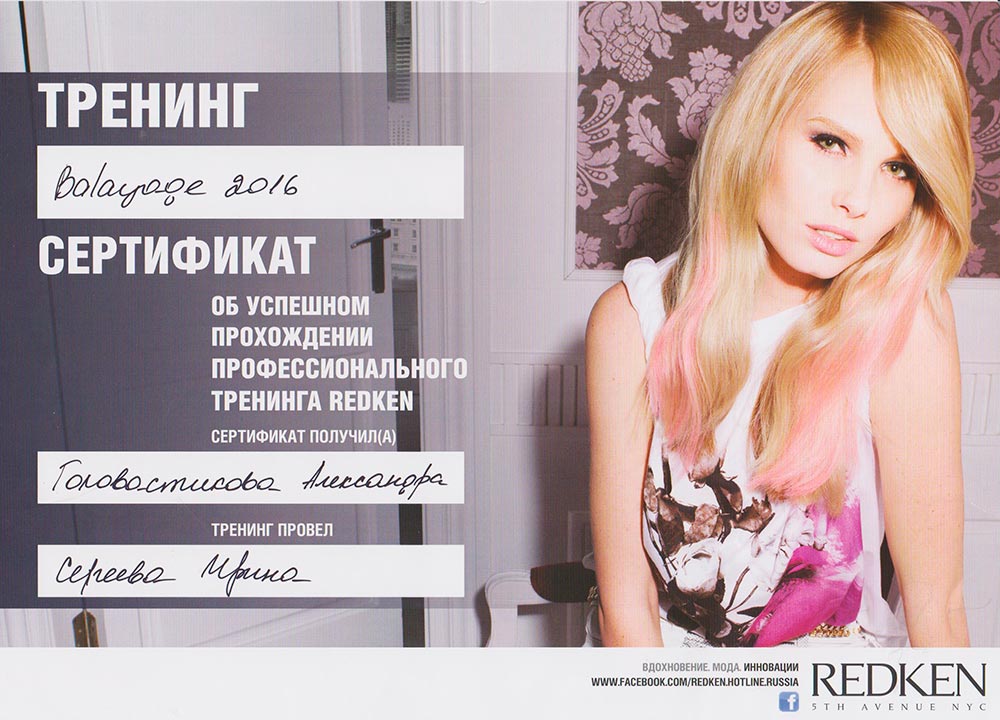 ТРЕНИНГ
Balayage 2016
СЕРТИФИКАТ
ОБ УСПЕШНОМ
ПРОХОЖДЕНИИ
ПРОФЕССИОНАЛЬНОГО
ТРЕНИНГА REDKEN
СЕРТИФИКАТ ПОЛУЧИЛ(А)
Головастикова Александра
ТРЕНИНГ ПРОВЕЛ
Сергеева Ирина
ВДОХНОВЕНИЕ. МОДА. ИННОВАЦИИ
WWW.FACEBOOK.COM/REDKEN.HOTLINE.RUSSIA
f
REDKEN
5TH AVENUE NYC